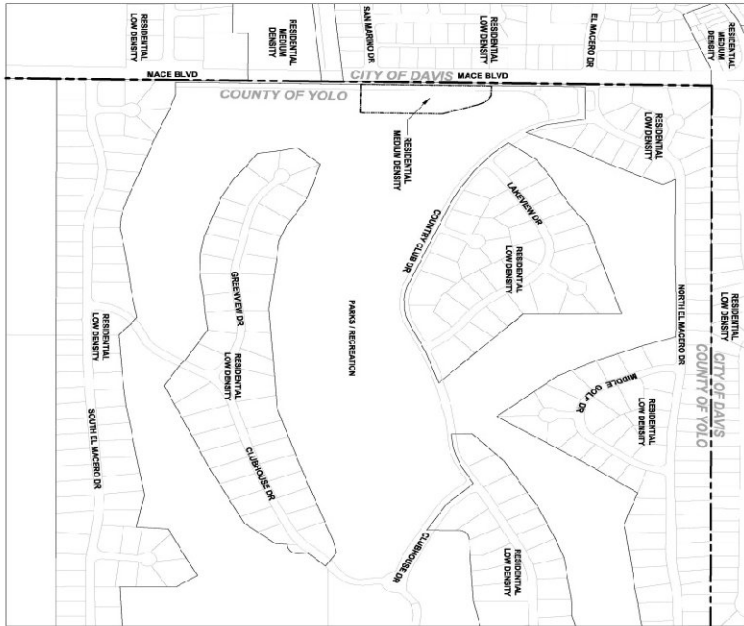 RESIDENTIAL
LOW DENSITY
RESIDENTIAL
MEDIUM
DENSITY
SAN MARINO DR
RESIDENTIAL
LOW DENSITY
EL MACERO DR
RESIDENTIAL
MEDIUM
DENSITY
RESIDENTIAL
LOW DENSITY
MACE BLVD
CITY OF DAVIS
MACE BLVD
COUNTY OF YOLO
RESIDENTIAL
MEDIUM DENSITY
RESIDENTIAL
LOW DENSITY
LAKEVIEW DR
COUNTRY CLUB DR
RESIDENTIAL
LOW DENSITY
GREENVIEW DR
PARKS / RECREATION
NORTH EL MACERO DR
RESIDENTIAL
LOW DENSITY
RESIDENTIAL
LOW DENSITY
CITY OF DAVIS
COUNTY OF YOLO
RESIDENTIAL
LOW DENSITY
MIDDLE GOLF DR
RESIDENTIAL
LOW DENSITY
SOUTH EL MACERO DR
CLUBHOUSE DR
CLUBHOUSE DR
RESIDENTIAL
LOW DENSITY